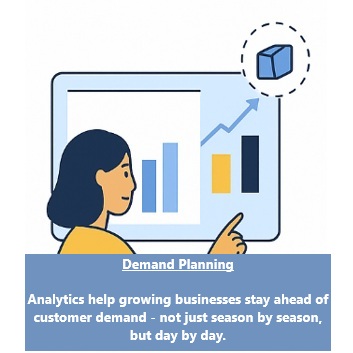 Demand Planning
Analytics help growing businesses stay ahead of
customer demand - not just season by season,
but day by day.